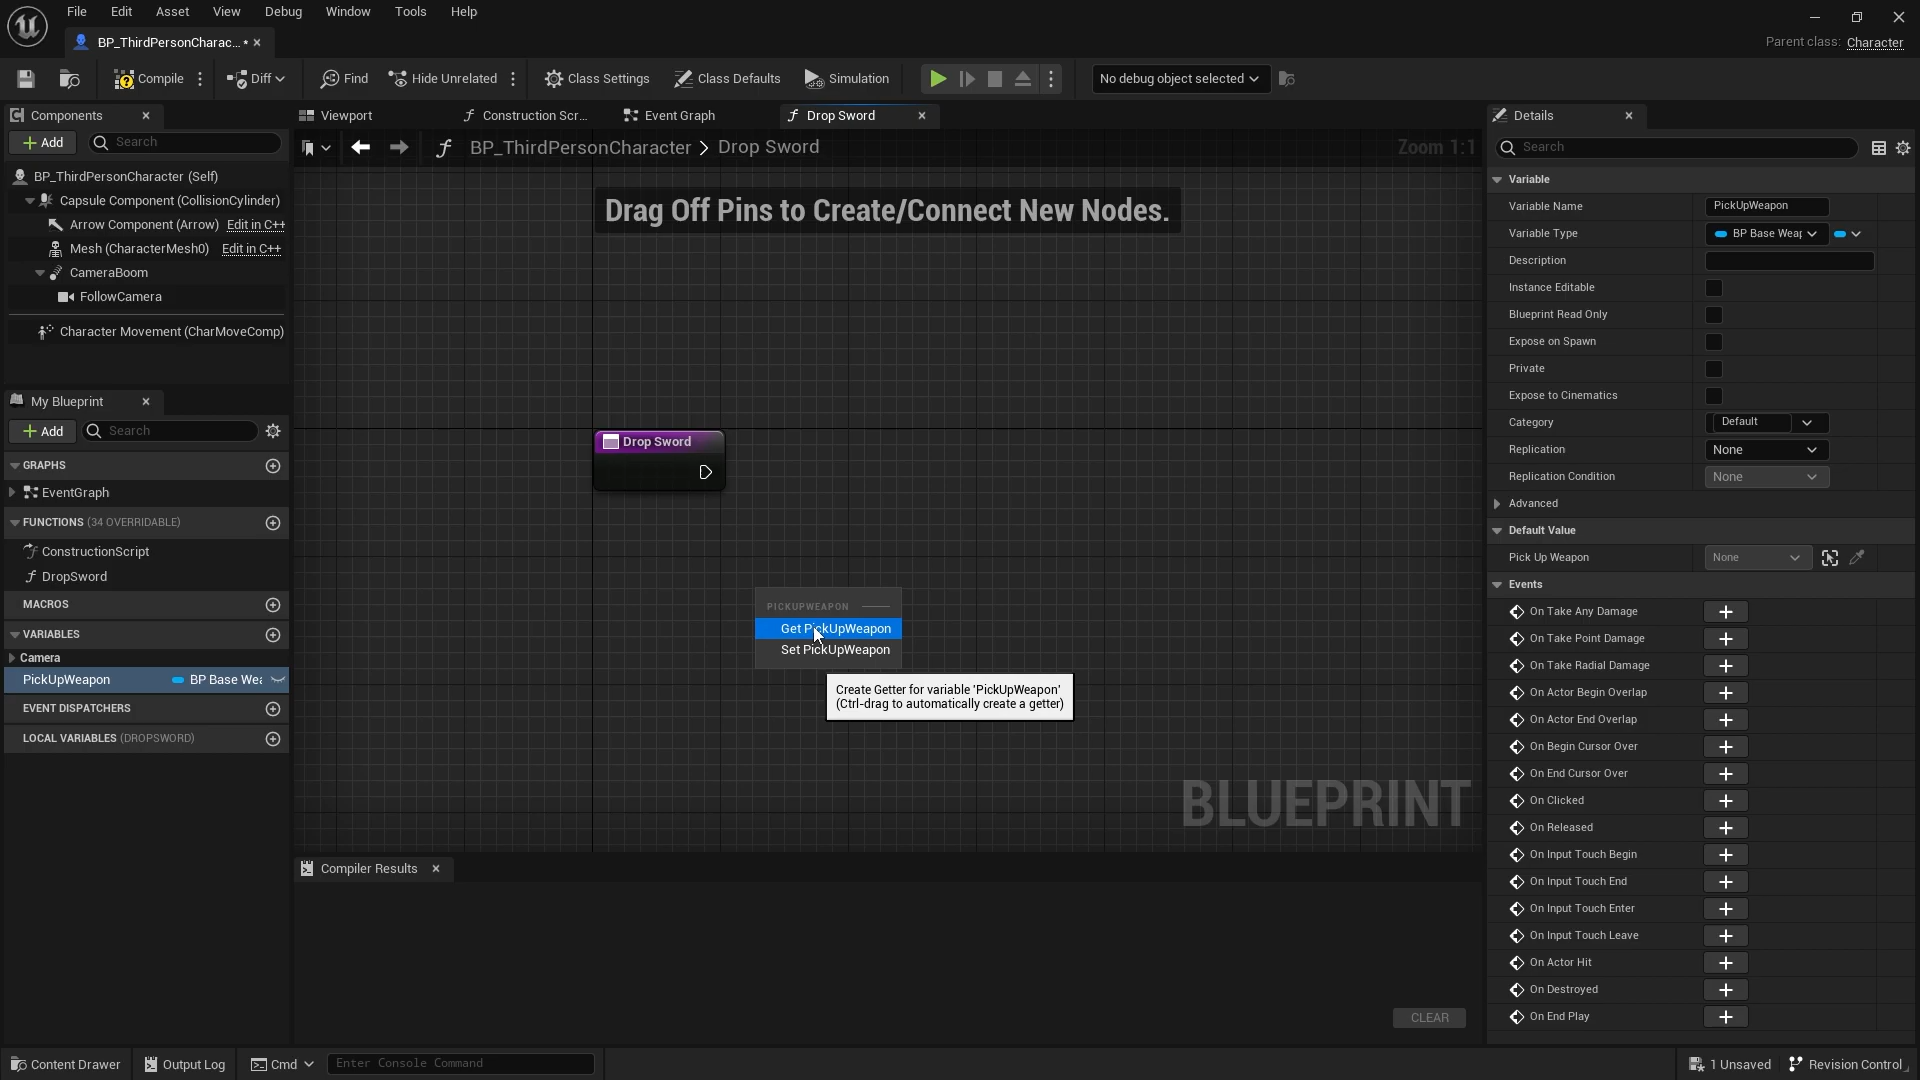 File Edit Asset View Debug Window Tools Help
BP_ThirdPersonCharac... *
Parent class: Character
Compile Diff Find Hide Unrelated Class Settings Class Defaults Simulation No debug object selected
Components
Add Search
BP_ThirdPersonCharacter (Self)
Capsule Component (CollisionCylinder)
Arrow Component (Arrow) Edit in C++
Mesh (CharacterMesh0) Edit in C++
CameraBoom
FollowCamera
Character Movement (CharMoveComp)
My Blueprint
Add Search
GRAPHS
EventGraph
FUNCTIONS (34 OVERRIDABLE)
ConstructionScript
DropSword
MACROS
VARIABLES
Camera
PickUpWeapon BP Base Wea
EVENT DISPATCHERS
LOCAL VARIABLES (DROPSWORD)
Viewport Construction Scr... Event Graph Drop Sword
BP_ThirdPersonCharacter > Drop Sword Zoom 1:1
Drag Off Pins to Create/Connect New Nodes.
Drop Sword
PICKUPWEAPON
Get PickUpWeapon
Set PickUpWeapon
Create Getter for variable 'PickUpWeapon'
(Ctrl-drag to automatically create a getter)
BLUEPRINT
Compiler Results
CLEAR
Details
Search
Variable
Variable Name PickUpWeapon
Variable Type BP Base Weap
Description
Instance Editable
Blueprint Read Only
Expose on Spawn
Private
Expose to Cinematics
Category Default
Replication None
Replication Condition None
Advanced
Default Value
Pick Up Weapon None
Events
On Take Any Damage
On Take Point Damage
On Take Radial Damage
On Actor Begin Overlap
On Actor End Overlap
On Begin Cursor Over
On End Cursor Over
On Clicked
On Released
On Input Touch Begin
On Input Touch End
On Input Touch Enter
On Input Touch Leave
On Actor Hit
On Destroyed
On End Play
Content Drawer Output Log Cmd Enter Console Command 1 Unsaved Revision Control